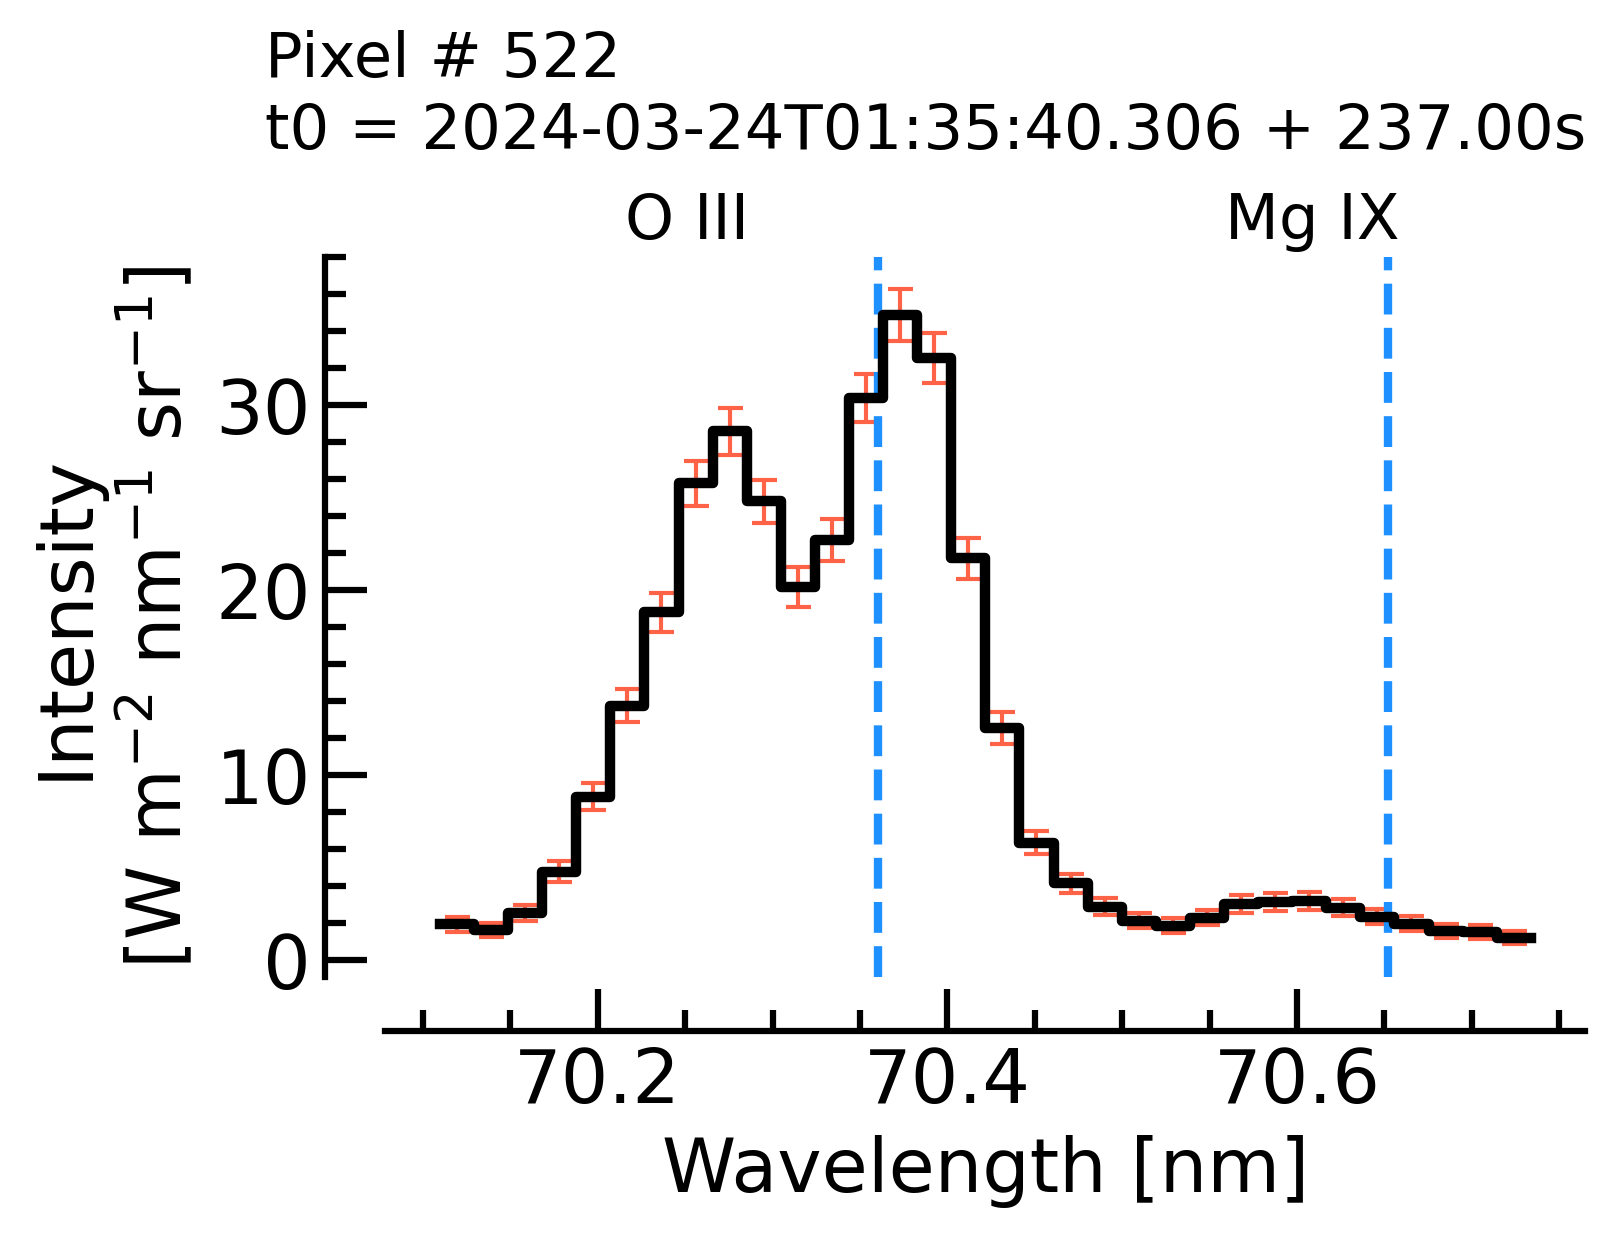 Pixel # 522
t0 = 2024-03-24T01:35:40.306 + 237.00s
O III
Mg IX
Intensity
[W m⁻² nm⁻¹ sr⁻¹]
30
20
10
0
70.2
70.4
70.6
Wavelength [nm]